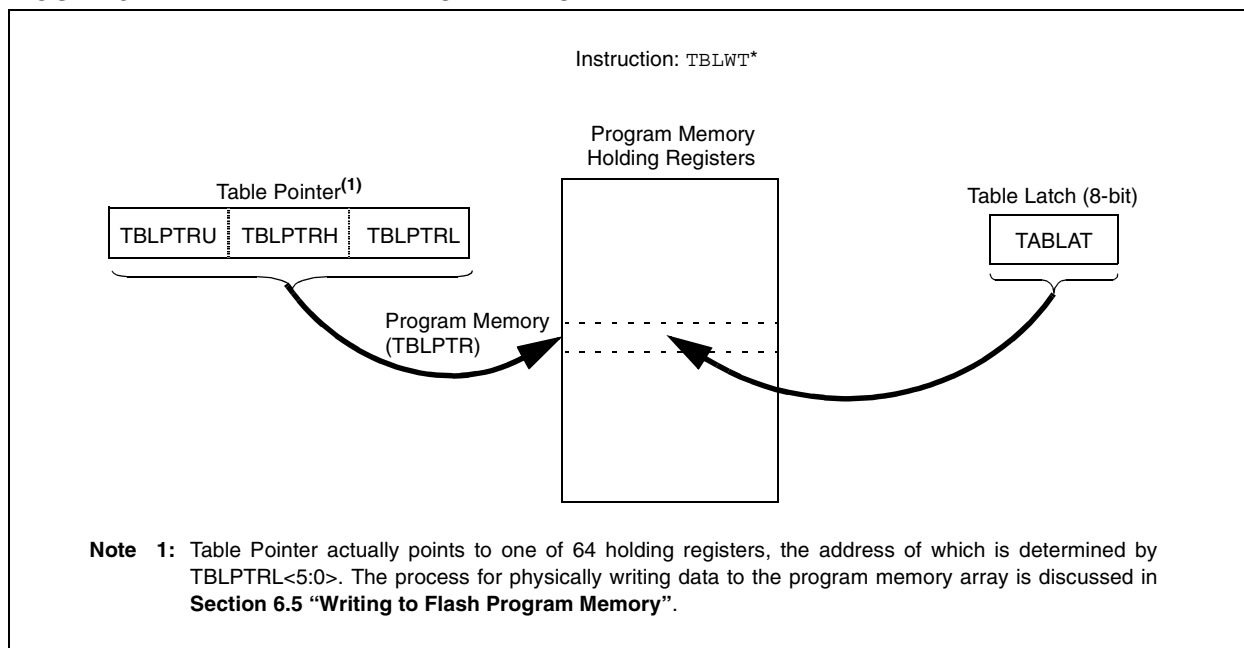 Instruction: TBLWT*
Program Memory
Holding Registers
Table Pointer(1)
Table Latch (8-bit)
TBLPTRU TBLPTRH TBLPTRL
TABLAT
Program Memory
(TBLPTR)
Note 1: Table Pointer actually points to one of 64 holding registers, the address of which is determined by
TBLPTRL<5:0>. The process for physically writing data to the program memory array is discussed in
Section 6.5 “Writing to Flash Program Memory”.